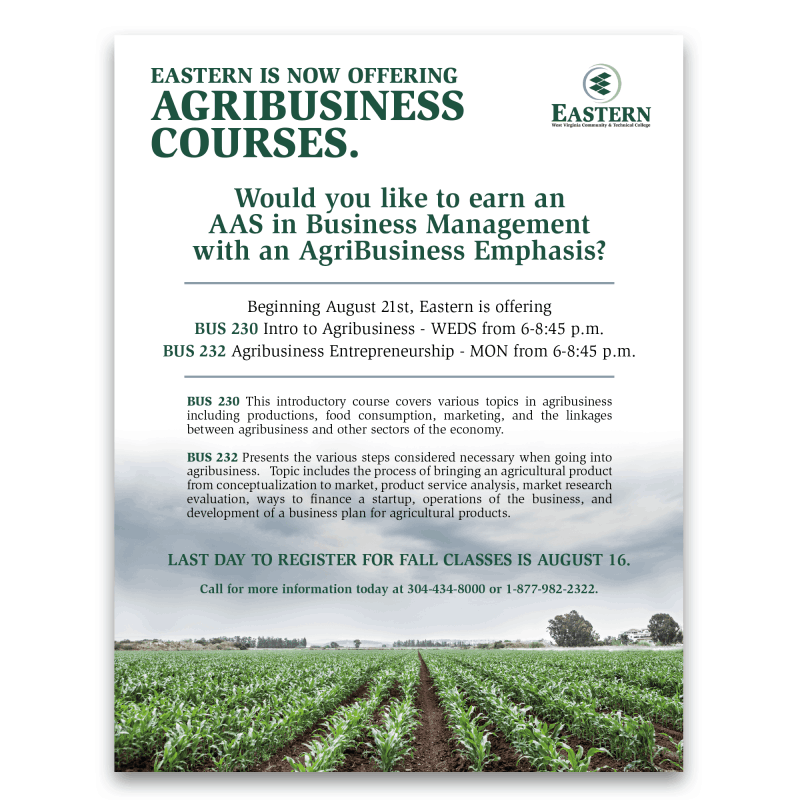 EASTERN IS NOW OFFERING
AGRIBUSINESS
COURSES.
EASTERN
West Virginia Community & Technical College
Would you like to earn an
AAS in Business Management
with an AgriBusiness Emphasis?
Beginning August 21st, Eastern is offering
BUS 230 Intro to Agribusiness - WEDS from 6-8:45 p.m.
BUS 232 Agribusiness Entrepreneurship - MON from 6-8:45 p.m.
BUS 230 This introductory course covers various topics in agribusiness
including productions, food consumption, marketing, and the linkages
between agribusiness and other sectors of the economy.
BUS 232 Presents the various steps considered necessary when going into
agribusiness. Topic includes the process of bringing an agricultural product
from conceptualization to market, product service analysis, market research
evaluation, ways to finance a startup, operations of the business, and
development of a business plan for agricultural products.
LAST DAY TO REGISTER FOR FALL CLASSES IS AUGUST 16.
Call for more information today at 304-434-8000 or 1-877-982-2322.